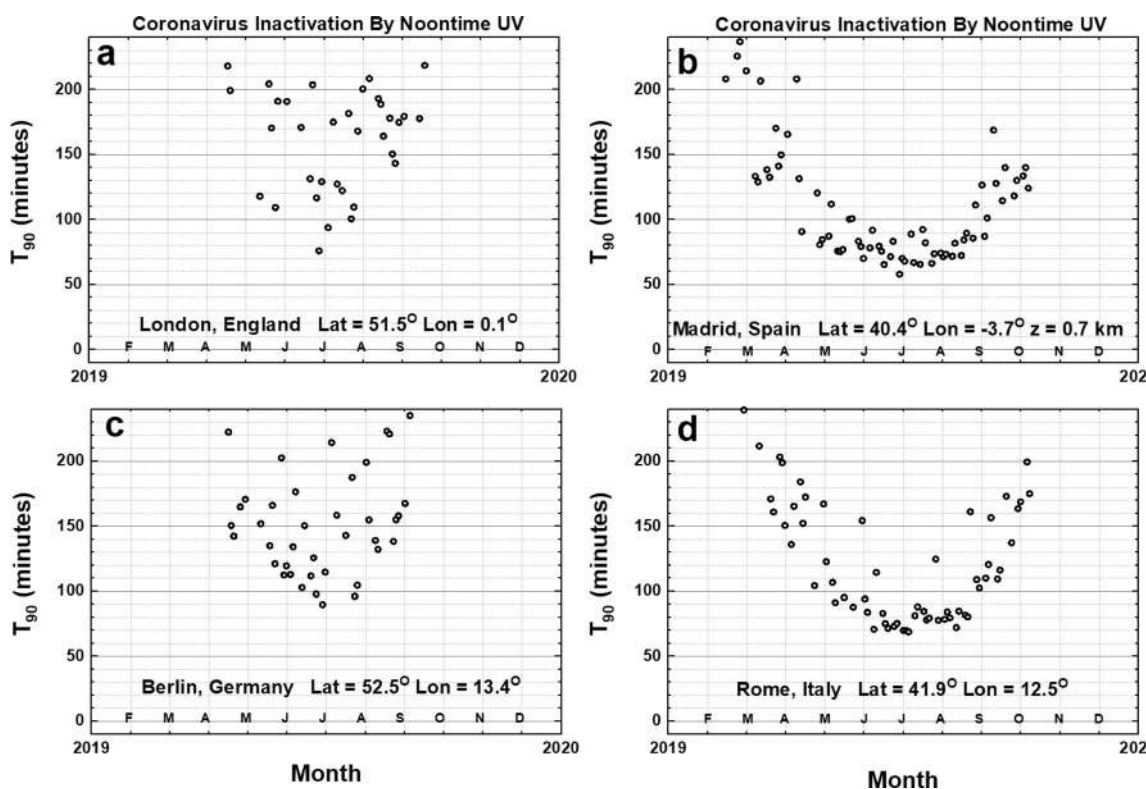 Coronavirus Inactivation By Noontime UV
a
T90 (minutes)
200
150
100
50
0
London, England Lat = 51.5° Lon = 0.1°
F M A M J J A S O N D
2019 2020
Coronavirus Inactivation By Noontime UV
b
T90 (minutes)
200
150
100
50
0
Madrid, Spain Lat = 40.4° Lon = -3.7° z = 0.7 km
F M A M J J A S O N D
2019 202
c
T90 (minutes)
200
150
100
50
0
Berlin, Germany Lat = 52.5° Lon = 13.4°
F M A M J J A S O N D
2019 2020
Month
d
T90 (minutes)
200
150
100
50
0
Rome, Italy Lat = 41.9° Lon = 12.5°
F M A M J J A S O N D
2019 202
Month